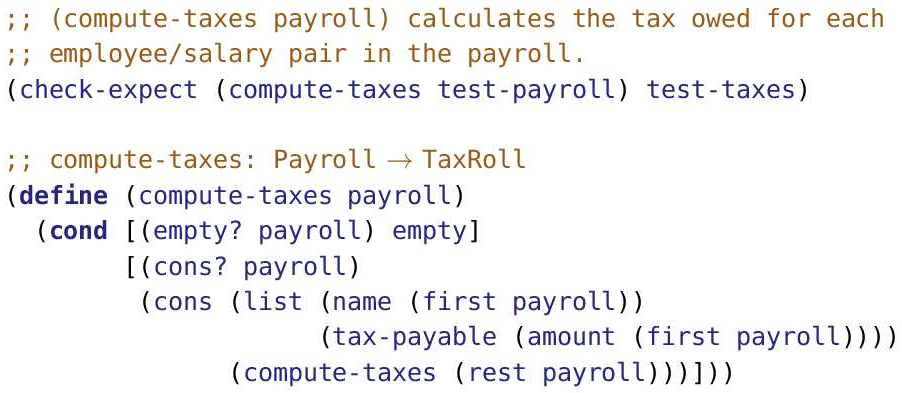 ;; (compute-taxes payroll) calculates the tax owed for each
;; employee/salary pair in the payroll.
(check-expect (compute-taxes test-payroll) test-taxes)

;; compute-taxes: Payroll → TaxRoll
(define (compute-taxes payroll)
  (cond [(empty? payroll) empty]
        [(cons? payroll)
         (cons (list (name (first payroll))
                     (tax-payable (amount (first payroll))))
               (compute-taxes (rest payroll)))]))